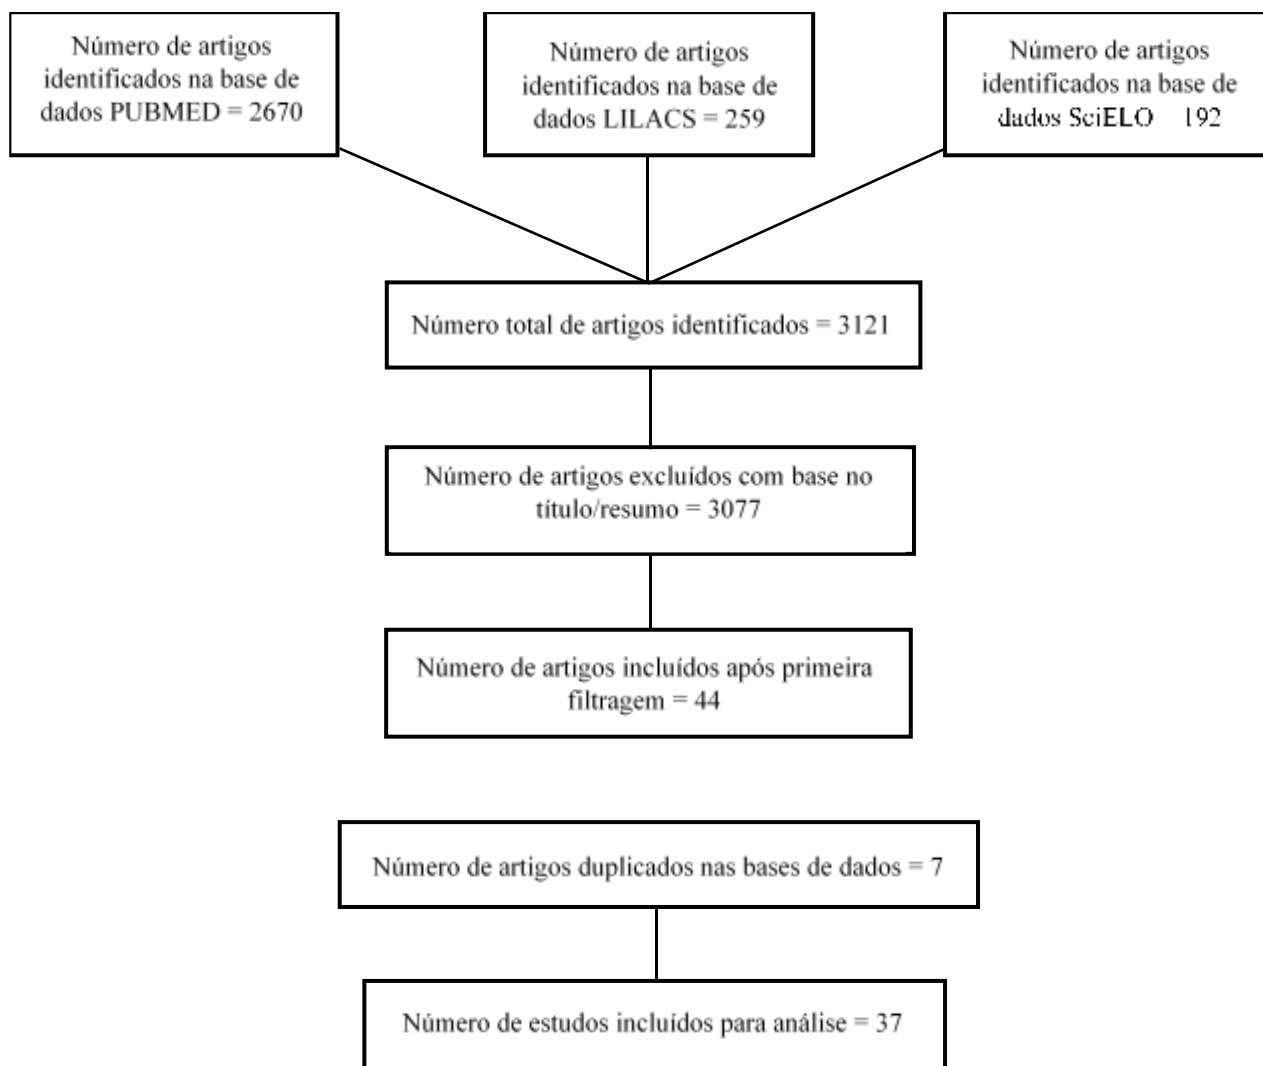 Número de artigos
identificados na base de
dados PUBMED = 2670
Número de artigos
identificados na base de
dados LILACS = 259
Número de artigos
identificados na base de
dados SciELO 192
Número total de artigos identificados = 3121
Número de artigos excluídos com base no
título/resumo = 3077
Número de artigos incluídos após primeira
filtragem = 44
Número de artigos duplicados nas bases de dados = 7
Número de estudos incluídos para análise = 37